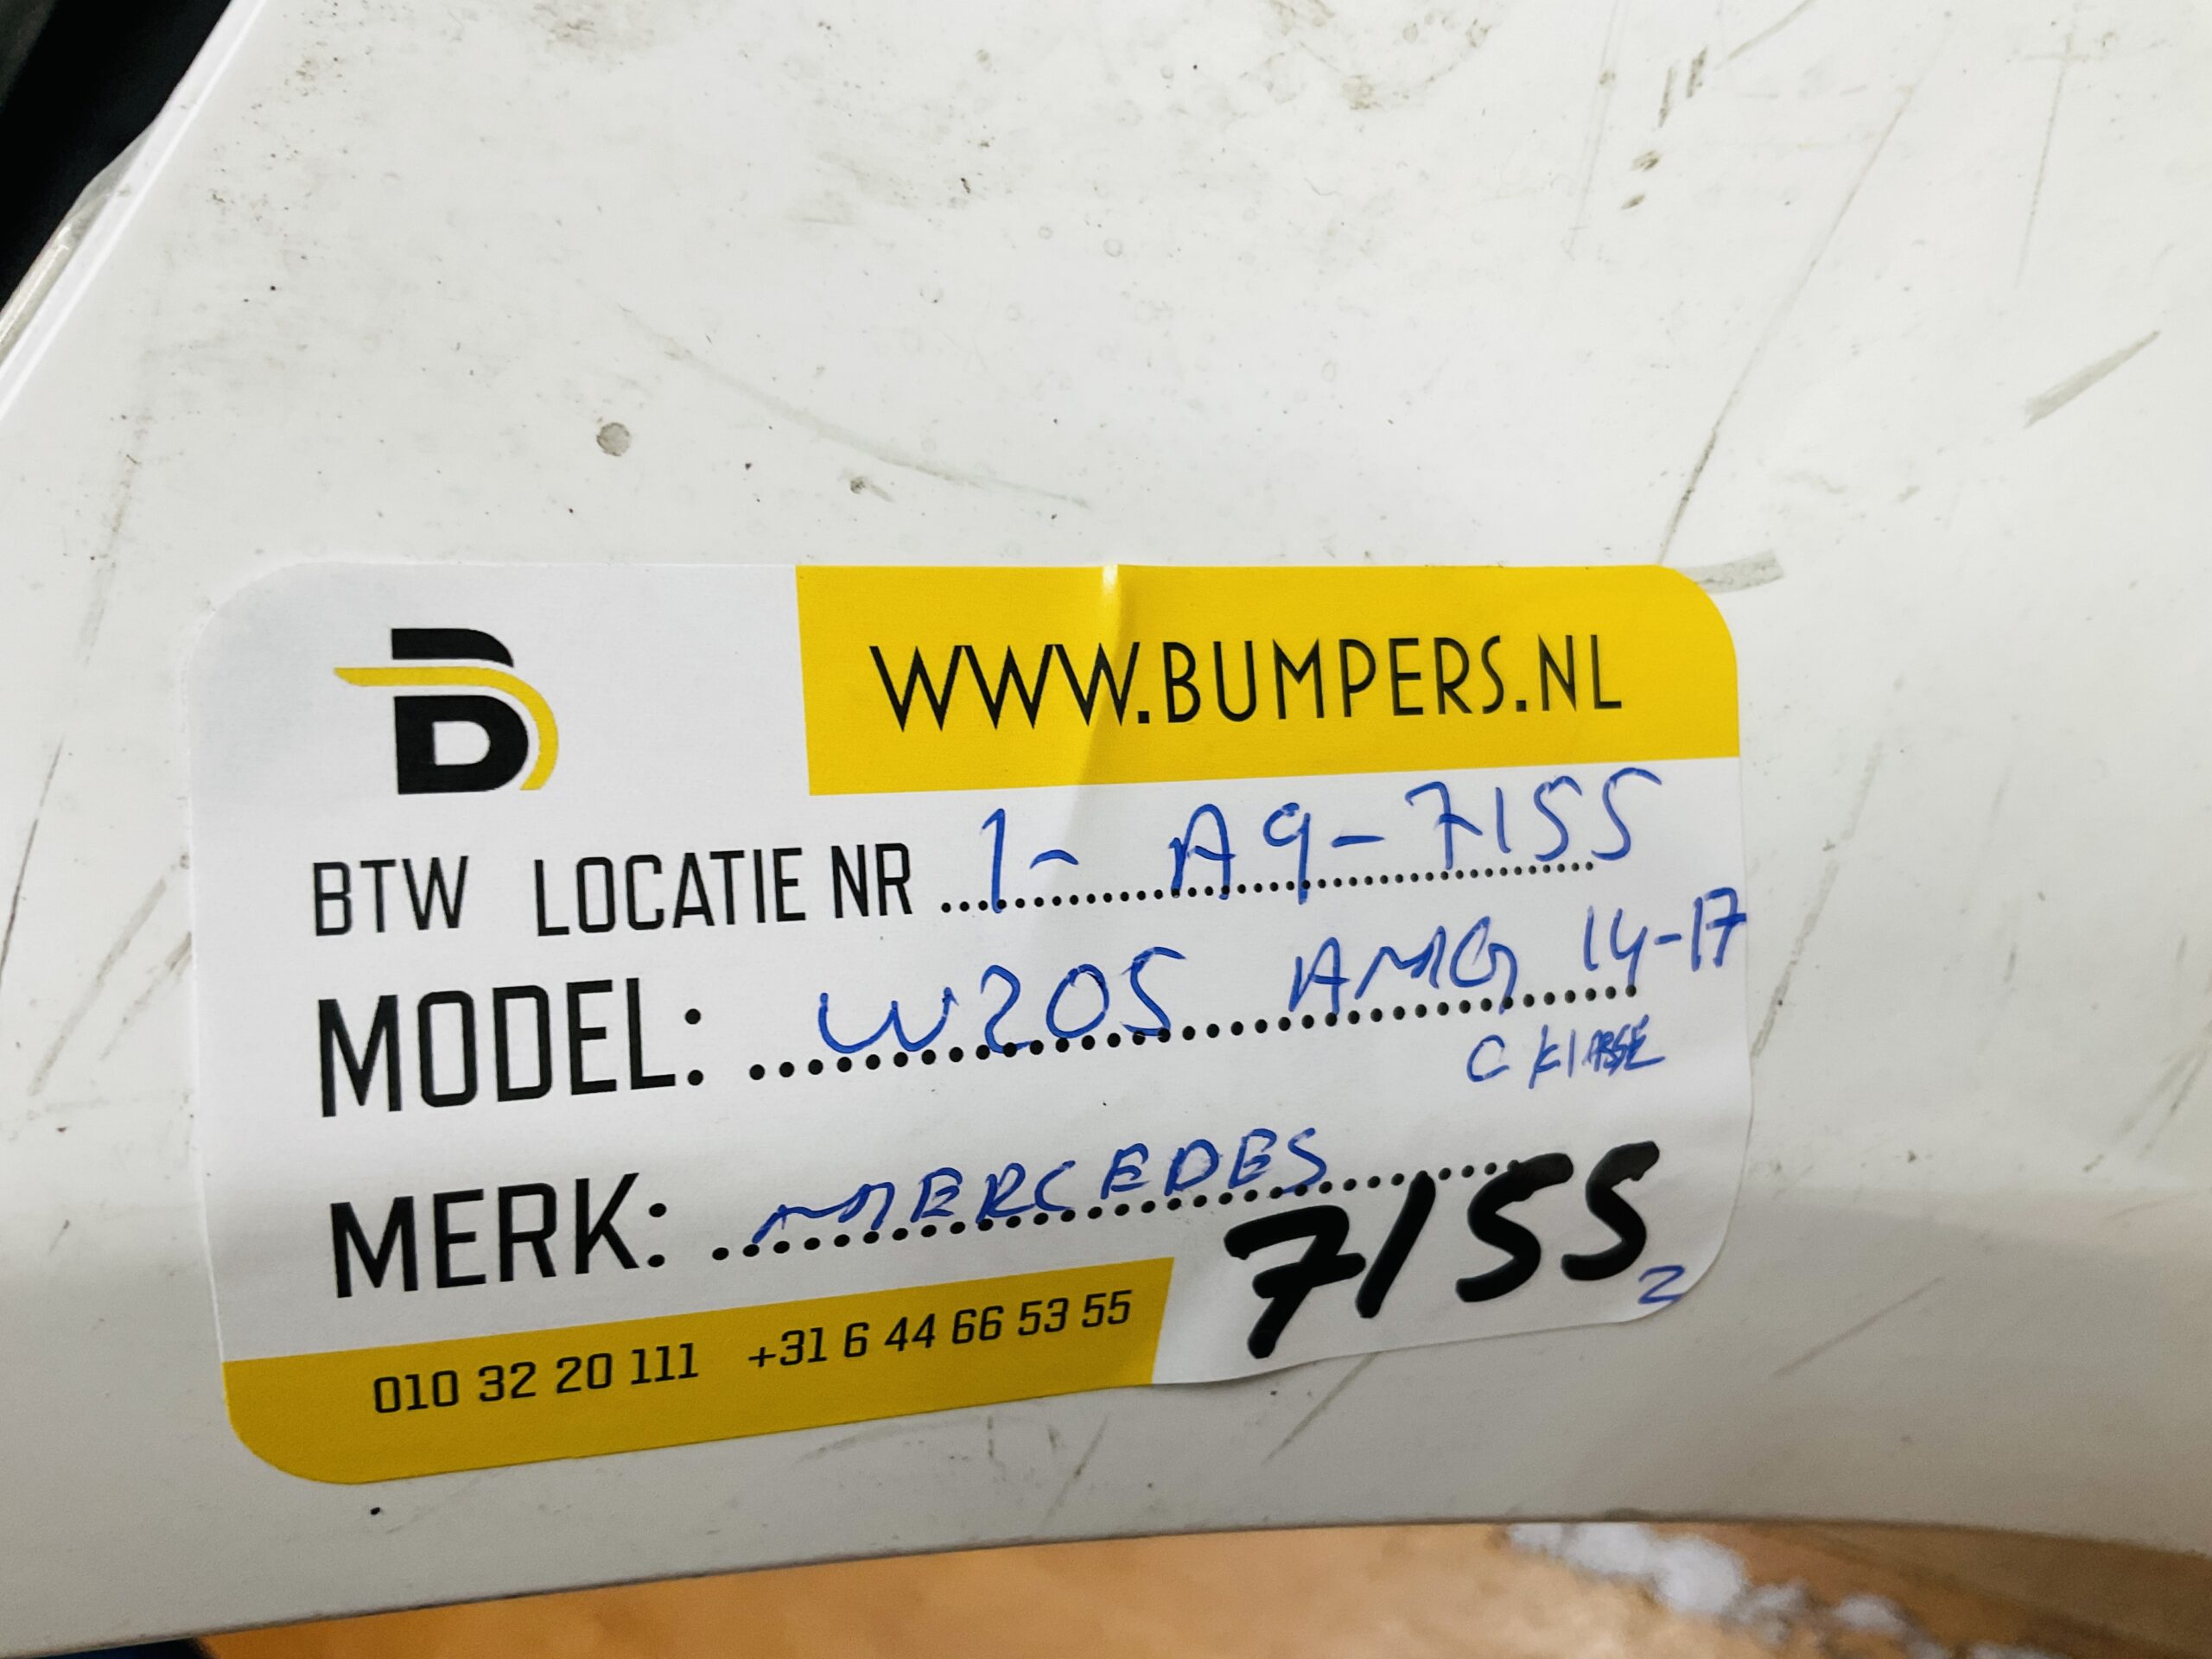 B
WWW.BUMPERS.NL
BTW LOCATIE NR 1- A9-7155
MODEL: W205 AMG 14-17
C KLASSE
MERK: MERCEDES
7155
2
010 32 20 111 +31 6 44 66 53 55